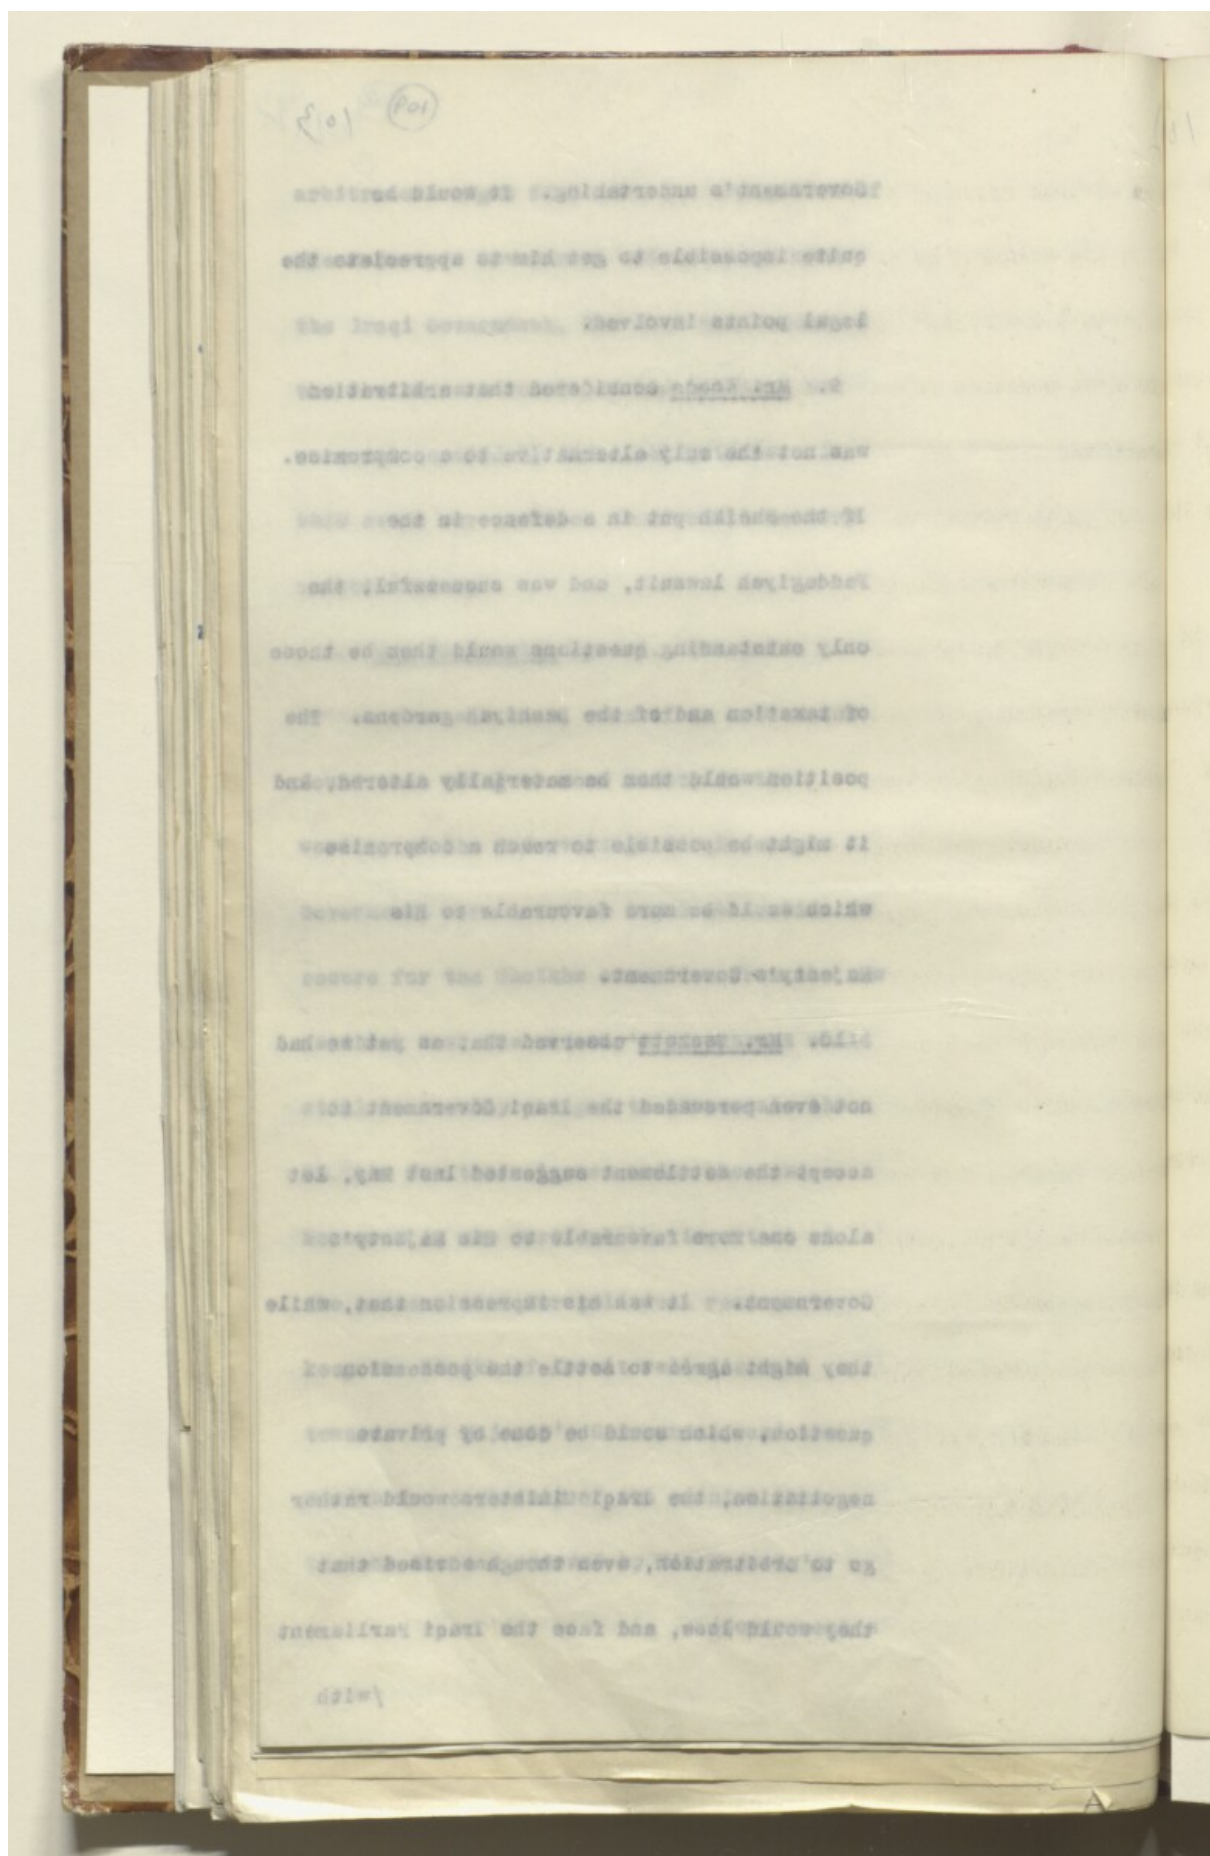 109 103
Government's undertaking. It would be
quite impossible to get him to appreciate the
legal points involved.
9. Mr. considered that arbitration
was not the only alternative to a compromise.
If the Sheikh put in a defence in the
Faddagiyah lawsuit, and was successful, the
only outstanding questions would then be those
of taxation and of the gardens. The
position would then be materially altered, and
it might be possible to reach a compromise
which would be more favourable to His
Majesty's Government.
10. Mr. Beckett observed that, as yet we had
not even persuaded the Iraqi Government to
accept the settlement suggested last May, let
alone one more favourable to His Majesty's
Government. It was his impression that, while
they might agree to settle the possession
question, which could be done by private
negotiation, the Iraqi Ministers would rather
go to arbitration, even though advised that
they would lose, and face the Iraqi Parliament
/with